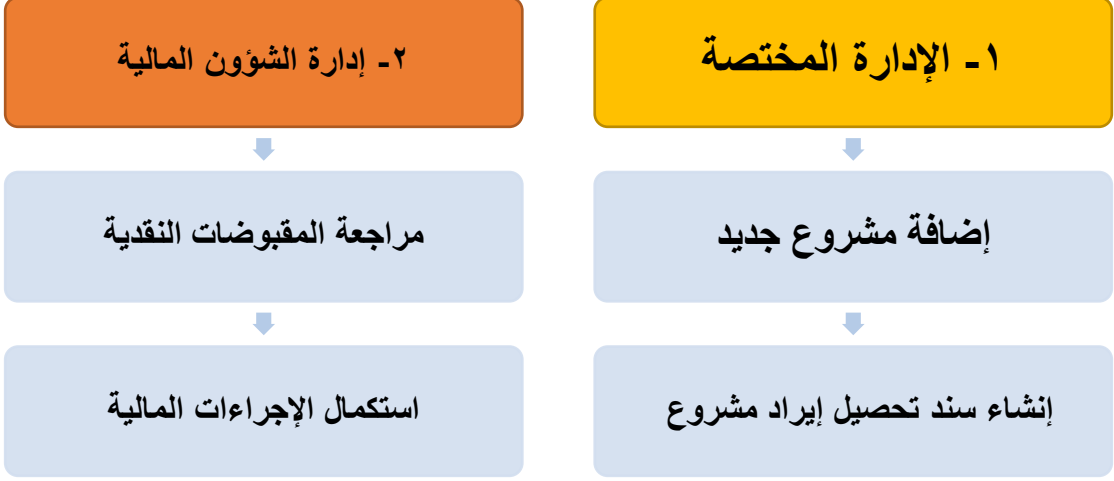 ١- الإدارة المختصة
إضافة مشروع جديد
إنشاء سند تحصيل إيراد مشروع
٢- إدارة الشؤون المالية
مراجعة المقبوضات النقدية
استكمال الإجراءات المالية